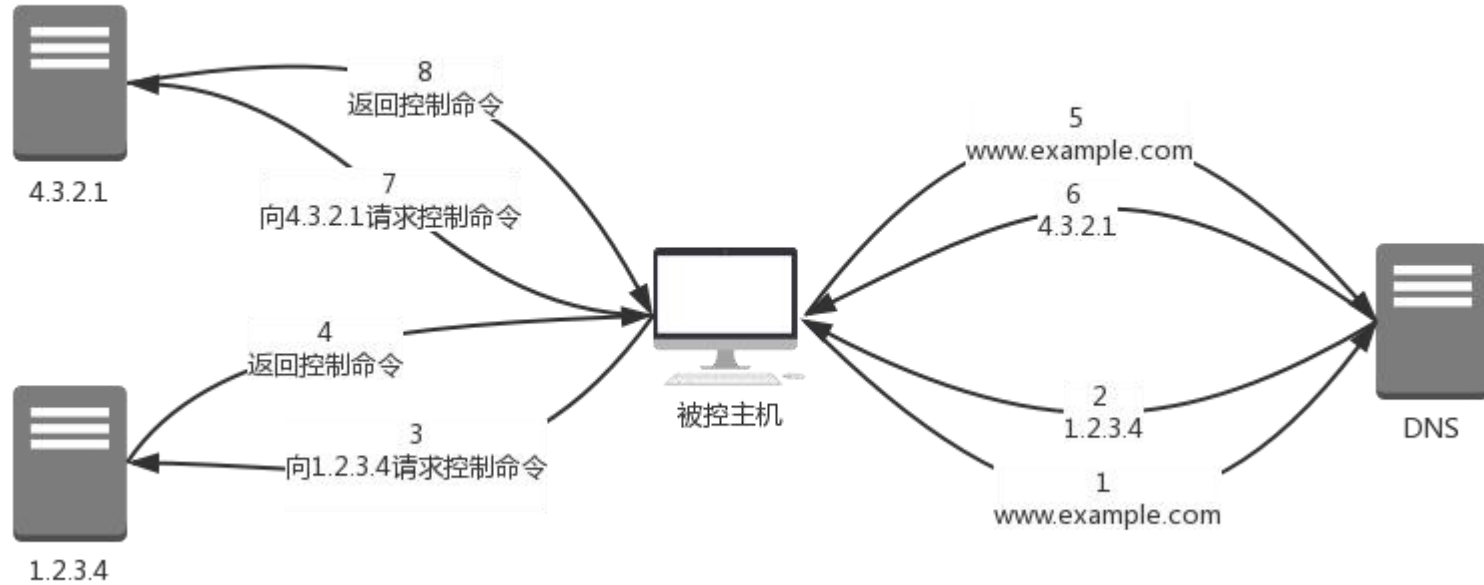 8
返回控制命令
4.3.2.1
7
向4.3.2.1请求控制命令
4
返回控制命令
3
向1.2.3.4请求控制命令
1.2.3.4
被控主机
5
www.example.com
6
4.3.2.1
2
1.2.3.4
1
www.example.com
DNS